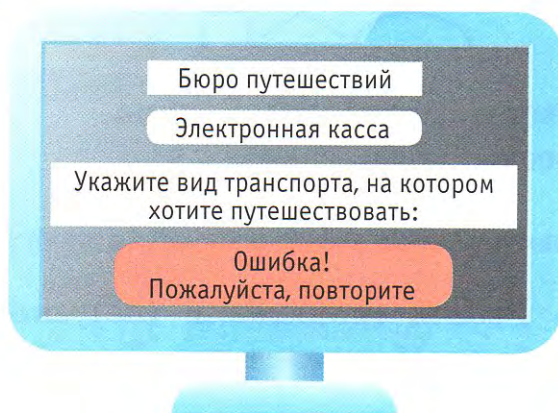 Бюро путешествий
Электронная касса
Укажите вид транспорта, на котором
хотите путешествовать:
Ошибка!
Пожалуйста, повторите